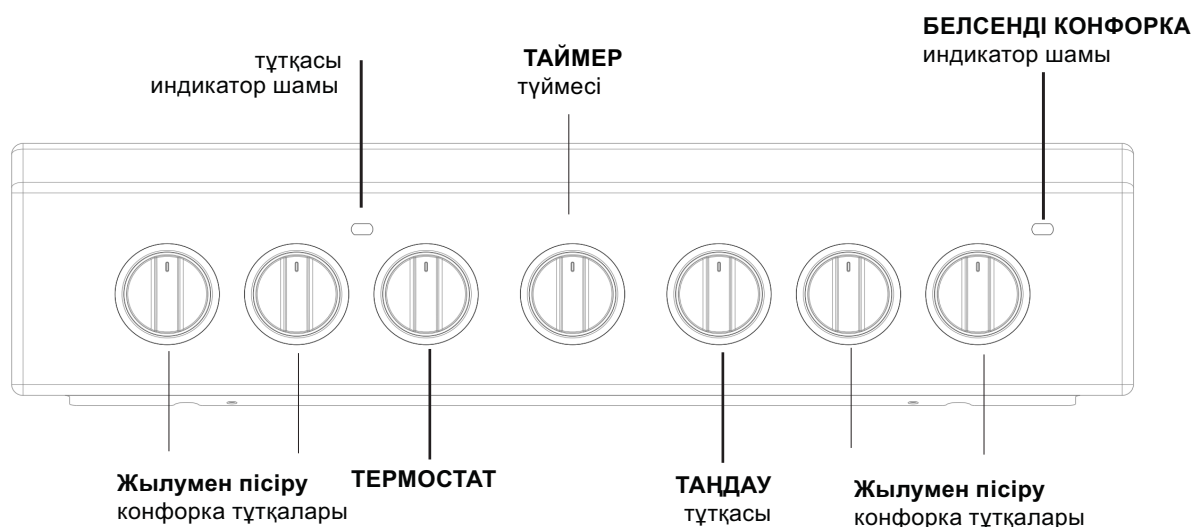 БЕЛСЕНДІ КОНФОРКА
индикатор шамы
тұтқасы
индикатор шамы
ТАЙМЕР
түймесі
Жылумен пісіру
конфорка тұтқалары
ТЕРМОСТАТ
ТАҢДАУ
тұтқасы
Жылумен пісіру
конфорка тұтқалары